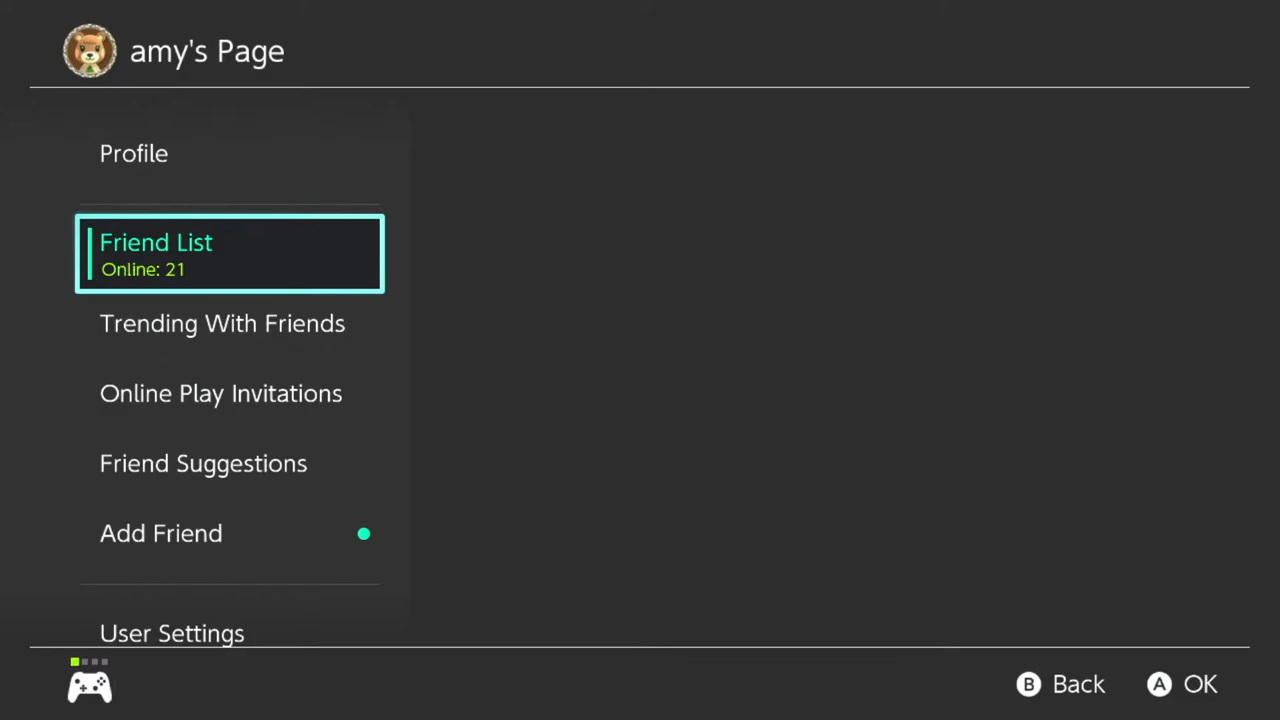 amy's Page
Profile
Friend List
Online: 21
Trending With Friends
Online Play Invitations
Friend Suggestions
Add Friend
User Settings
B Back A OK